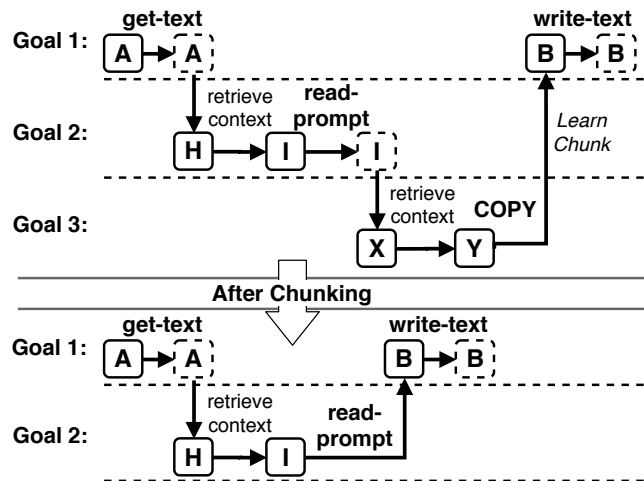 get-text write-text
Goal 1: A A B B
retrieve context read-prompt Learn Chunk
Goal 2: H I I
retrieve context COPY
Goal 3: X Y
After Chunking
get-text write-text
Goal 1: A A B B
retrieve context read-prompt
Goal 2: H I